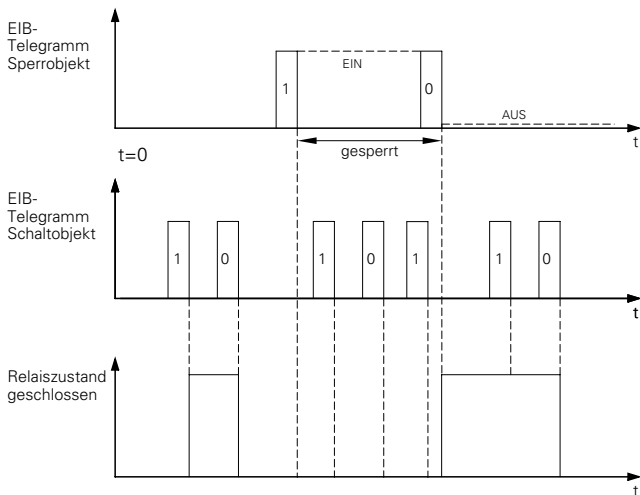 EIB-
Telegramm
Sperrobjekt
EIN
1
0
AUS
t
t=0
gesperrt
EIB-
Telegramm
Schaltobjekt
1
0
1
0
1
1
0
t
Relaiszustand
geschlossen
t